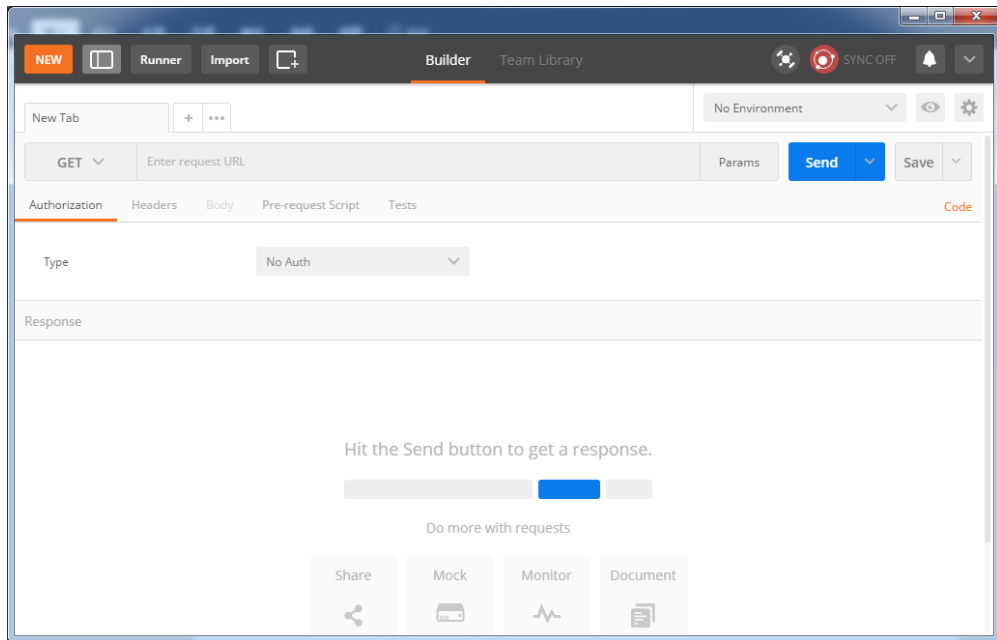 NEW Runner Import Builder Team Library SYNC OFF
New Tab + ••• No Environment
GET Enter request URL Params Send Save
Authorization Headers Body Pre-request Script Tests Code
Type No Auth
Response
Hit the Send button to get a response.
Do more with requests
Share Mock Monitor Document